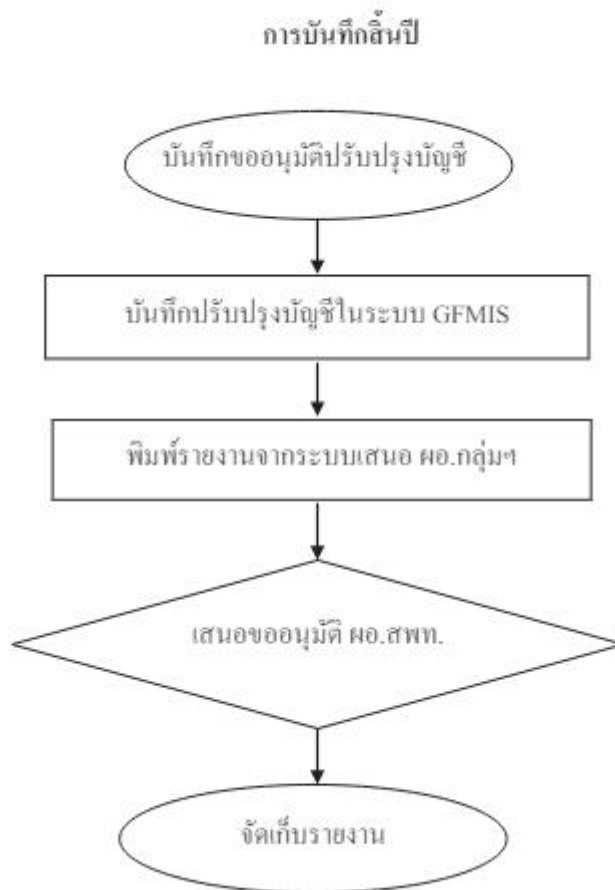 การบันทึกสิ้นปี
บันทึกขออนุมัติปรับปรุงบัญชี
บันทึกปรับปรุงบัญชีในระบบ GFMIS
พิมพ์รายงานจากระบบเสนอ ผอ.กลุ่มฯ
เสนอขออนุมัติ ผอ.สพท.
จัดเก็บรายงาน